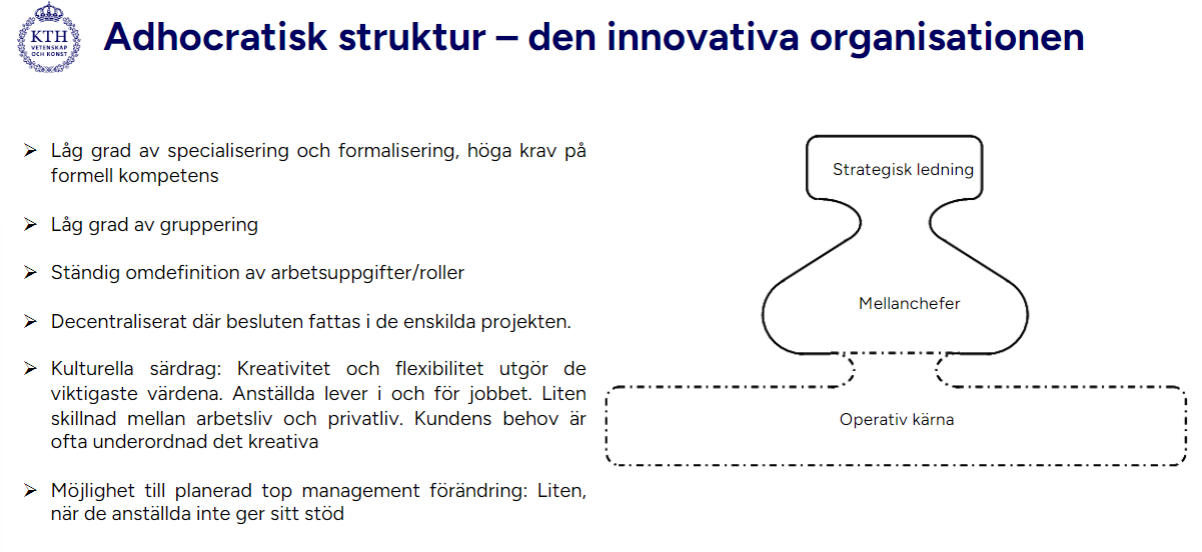 KTH
VETENSKAP
OCH KONST
Adhocratisk struktur – den innovativa organisationen
➢ Låg grad av specialisering och formalisering, höga krav på
formell kompetens
➢ Låg grad av gruppering
➢ Ständig omdefinition av arbetsuppgifter/roller
➢ Decentraliserat där besluten fattas i de enskilda projekten.
➢ Kulturella särdrag: Kreativitet och flexibilitet utgör de
viktigaste värdena. Anställda lever i och för jobbet. Liten
skillnad mellan arbetsliv och privatliv. Kundens behov är
ofta underordnad det kreativa
➢ Möjlighet till planerad top management förändring: Liten,
när de anställda inte ger sitt stöd
Strategisk ledning
Mellanchefer
Operativ kärna